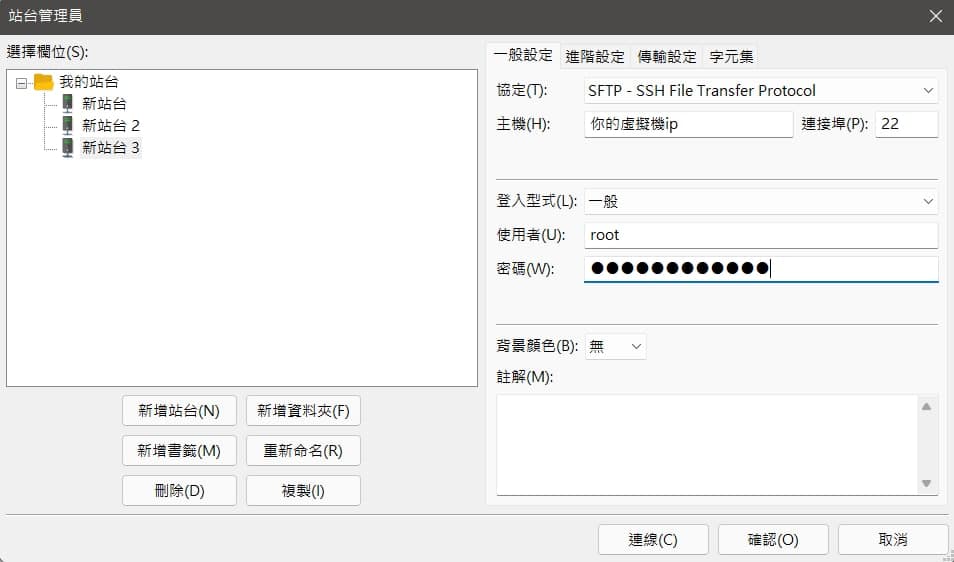 站台管理員
選擇欄位(S):
我的站台
新站台
新站台 2
新站台 3
新增站台(N)
新增資料夾(F)
新增書籤(M)
重新命名(R)
刪除(D)
複製(I)
一般設定 進階設定 傳輸設定 字元集
協定(T): SFTP - SSH File Transfer Protocol
主機(H): 你的虛擬機ip 連接埠(P): 22
登入型式(L): 一般
使用者(U): root
密碼(W): ●●●●●●●●●●●●
背景顏色(B): 無
註解(M):
連線(C) 確認(O) 取消